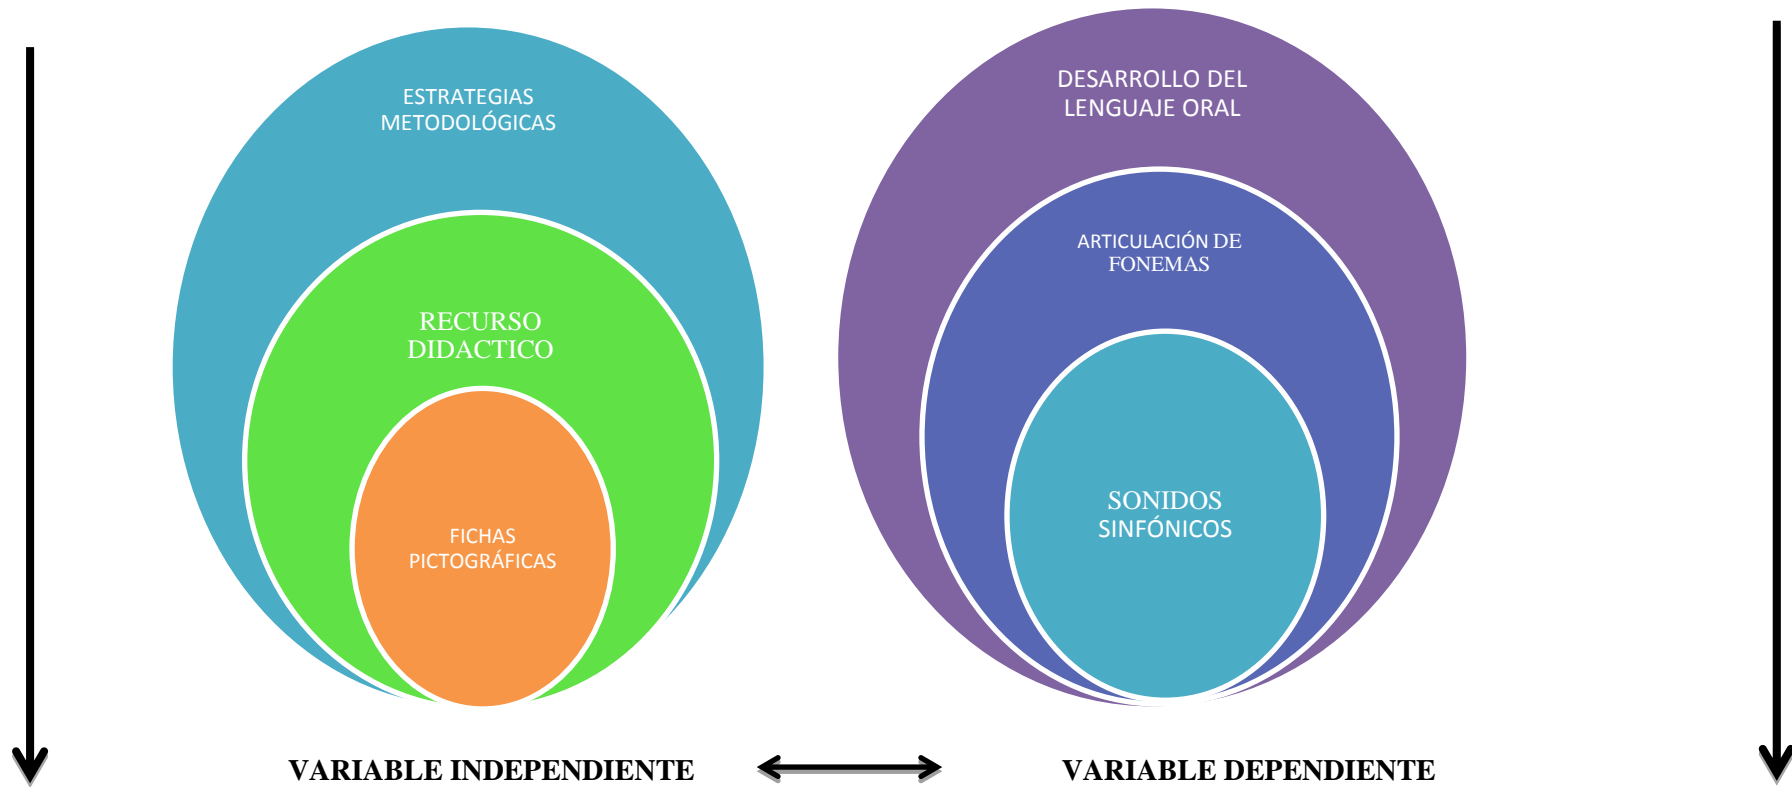 ESTRATEGIAS
METODOLÓGICAS
RECURSO
DIDACTICO
FICHAS
PICTOGRÁFICAS
DESARROLLO DEL
LENGUAJE ORAL
ARTICULACIÓN DE
FONEMAS
SONIDOS
SINFÓNICOS
VARIABLE INDEPENDIENTE
VARIABLE DEPENDIENTE